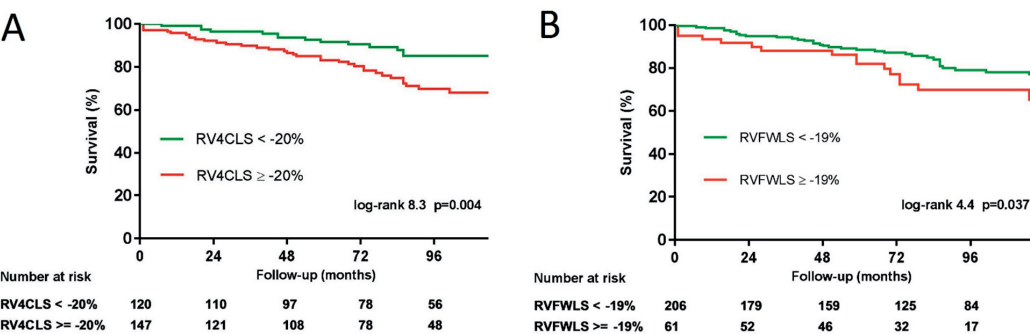 A
100
80
60
40
20
0
Survival (%)
RV4CLS < -20%
RV4CLS ≥ -20%
log-rank 8.3 p=0.004
0 24 48 72 96
Follow-up (months)
Number at risk
RV4CLS < -20% 120 110 97 78 56
RV4CLS >= -20% 147 121 108 78 48
B
100
80
60
40
20
0
Survival (%)
RVFWLS < -19%
RVFWLS ≥ -19%
log-rank 4.4 p=0.037
0 24 48 72 96
Follow-up (months)
Number at risk
RVFWLS < -19% 206 179 159 125 84
RVFWLS >= -19% 61 52 46 32 17